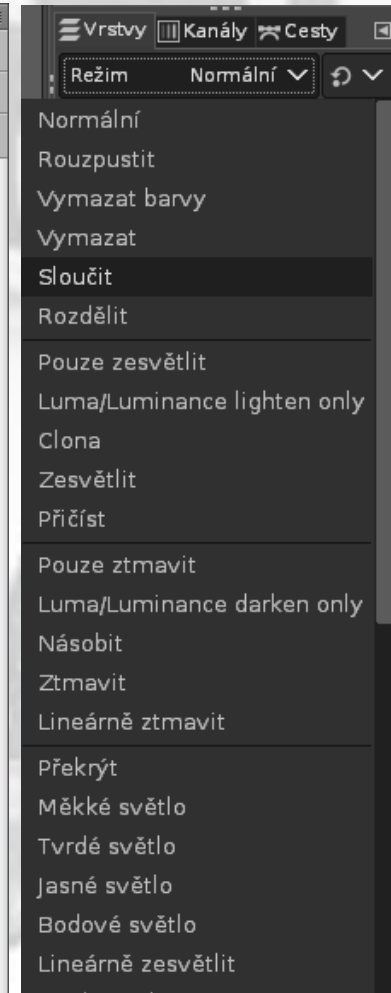 Vrstvy Kanály Cesty
Režim Normální
Normální
Rouzpustit
Vymazat barvy
Vymazat
Sloučit
Rozdělit
Pouze zesvětlit
Luma/Luminance lighten only
Clona
Zesvětlit
Přičíst
Pouze ztmavit
Luma/Luminance darken only
Násobit
Ztmavit
Lineárně ztmavit
Překrýt
Měkké světlo
Tvrdé světlo
Jasné světlo
Bodové světlo
Lineárně zesvětlit